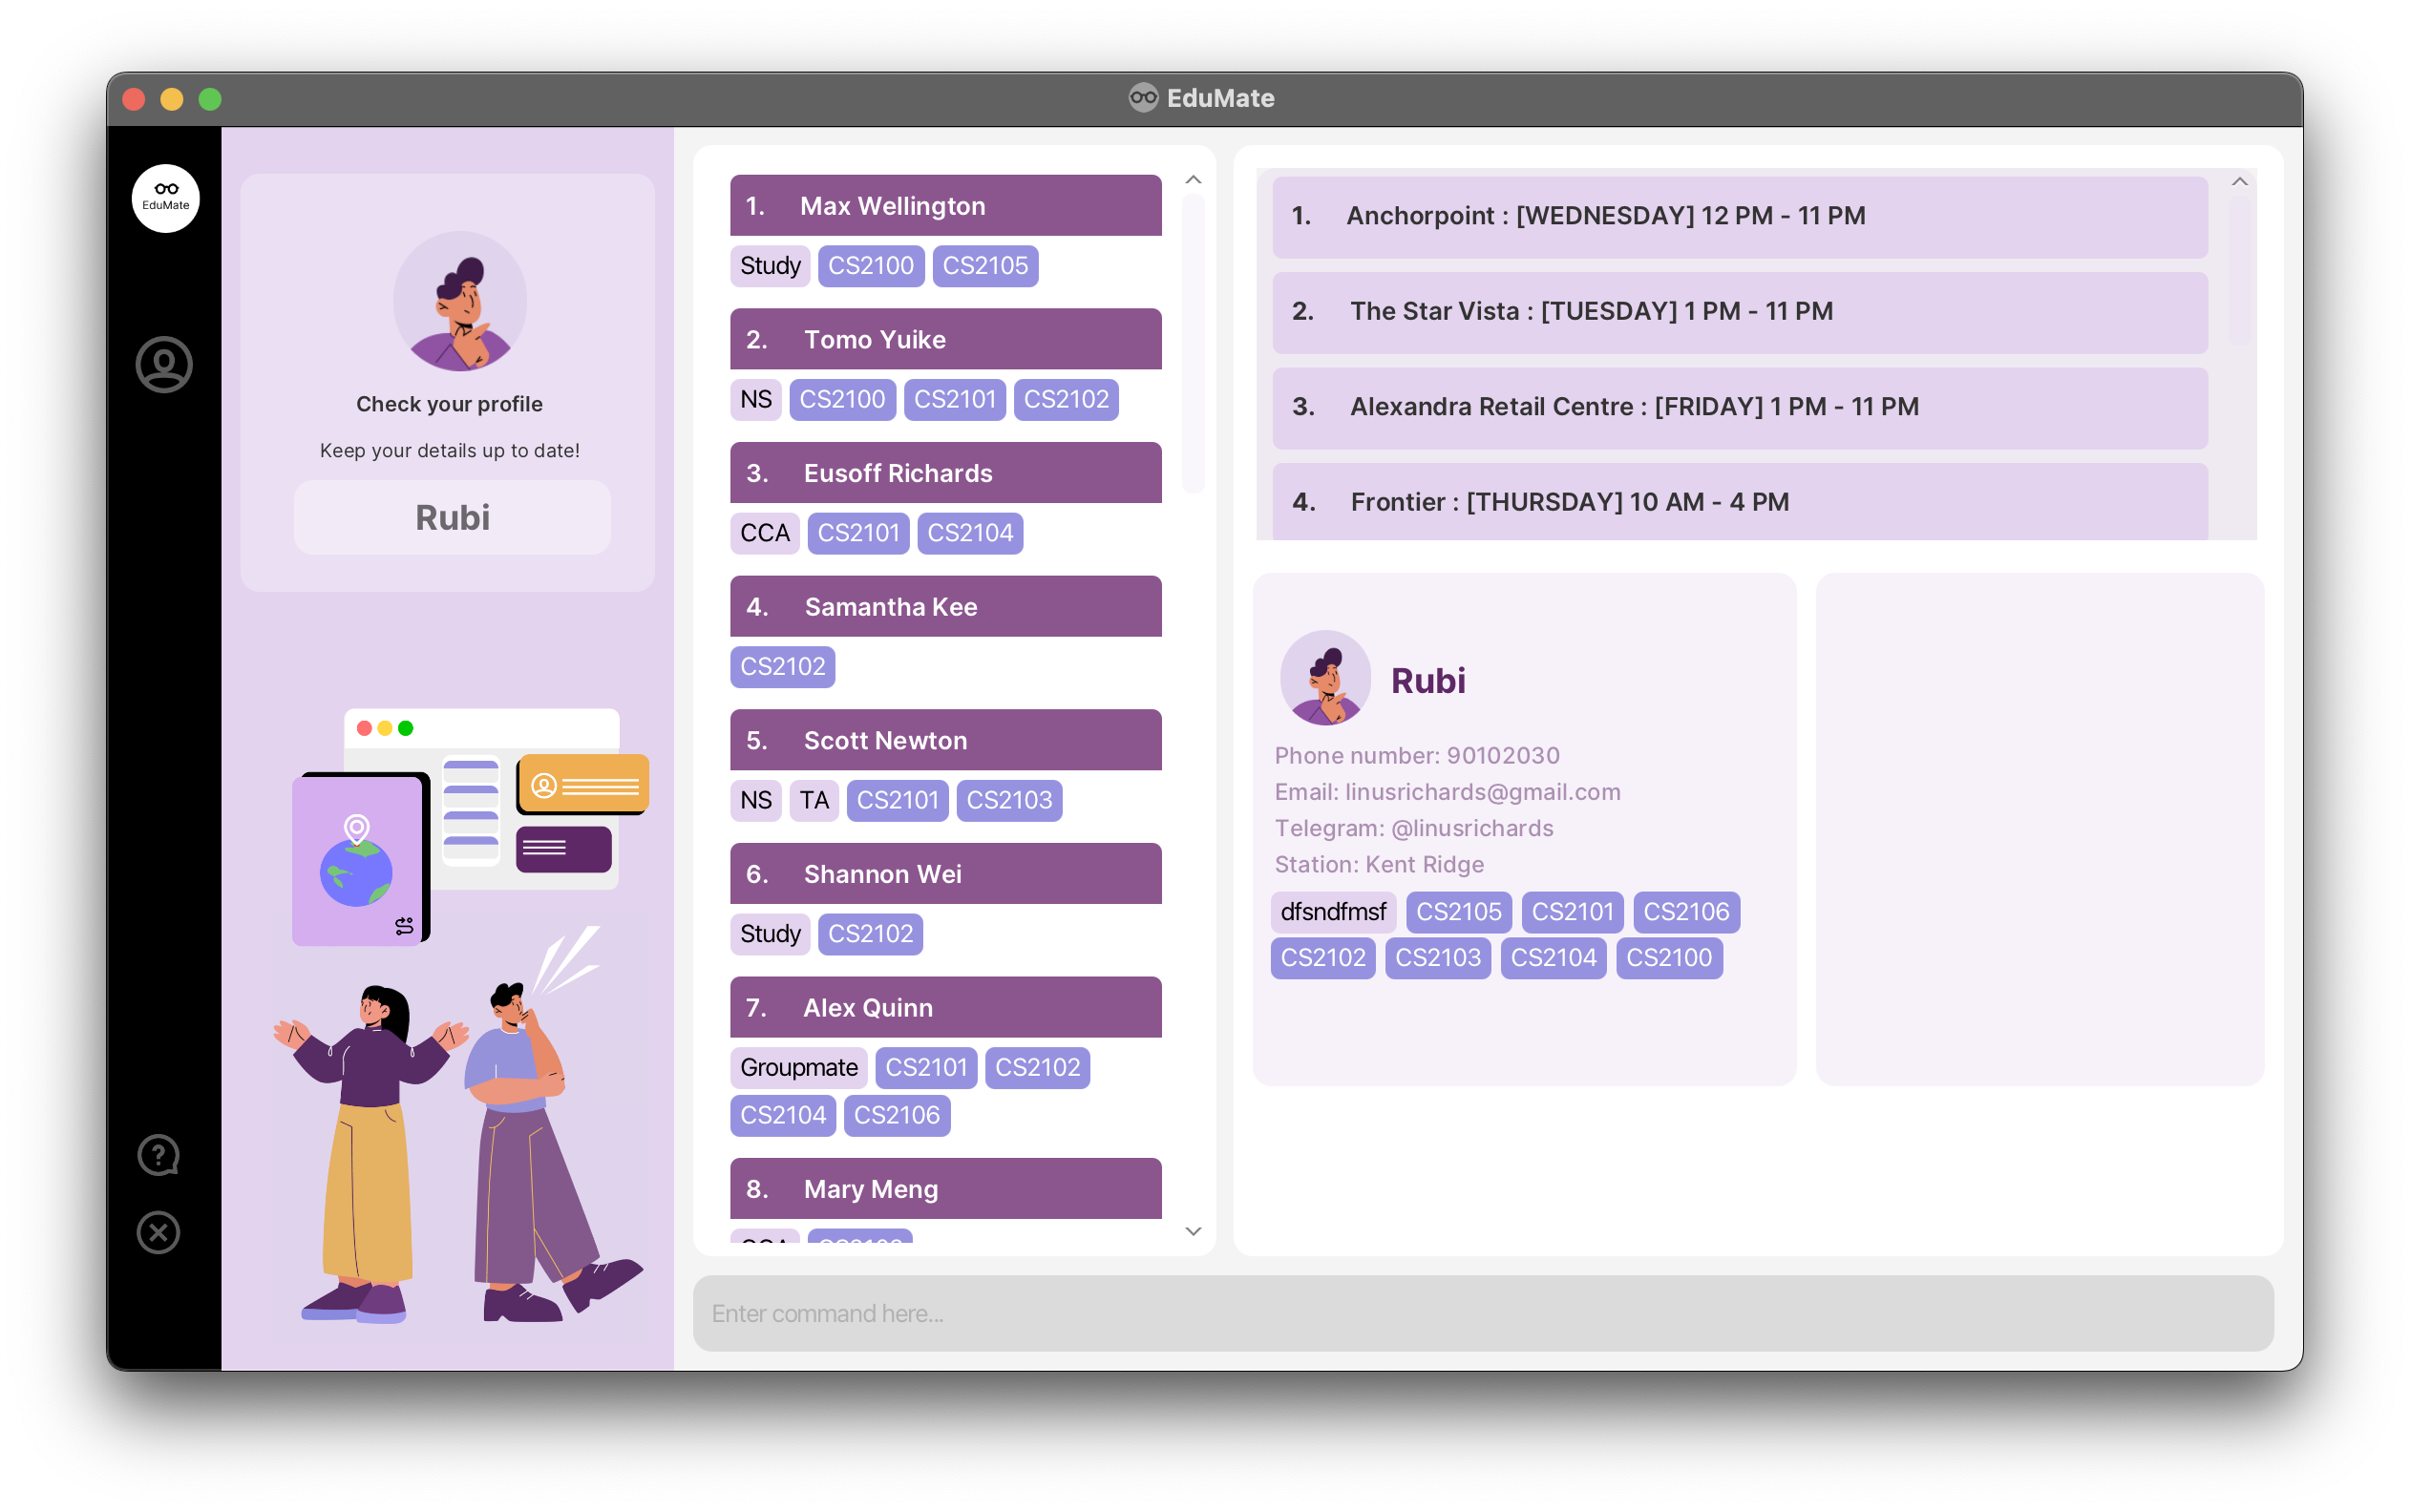 EduMate
EduMate
Check your profile
Keep your details up to date!
Rubi
1. Max Wellington
Study CS2100 CS2105
2. Tomo Yuike
NS CS2100 CS2101 CS2102
3. Eusoff Richards
CCA CS2101 CS2104
4. Samantha Kee
CS2102
5. Scott Newton
NS TA CS2101 CS2103
6. Shannon Wei
Study CS2102
7. Alex Quinn
Groupmate CS2101 CS2102
CS2104 CS2106
8. Mary Meng
CCA
1. Anchorpoint : [WEDNESDAY] 12 PM - 11 PM
2. The Star Vista : [TUESDAY] 1 PM - 11 PM
3. Alexandra Retail Centre : [FRIDAY] 1 PM - 11 PM
4. Frontier : [THURSDAY] 10 AM - 4 PM
Rubi
Phone number: 90102030
Email: linusrichards@gmail.com
Telegram: @linusrichards
Station: Kent Ridge
dfsndfmsf CS2105 CS2101 CS2106
CS2102 CS2103 CS2104 CS2100
Enter command here...